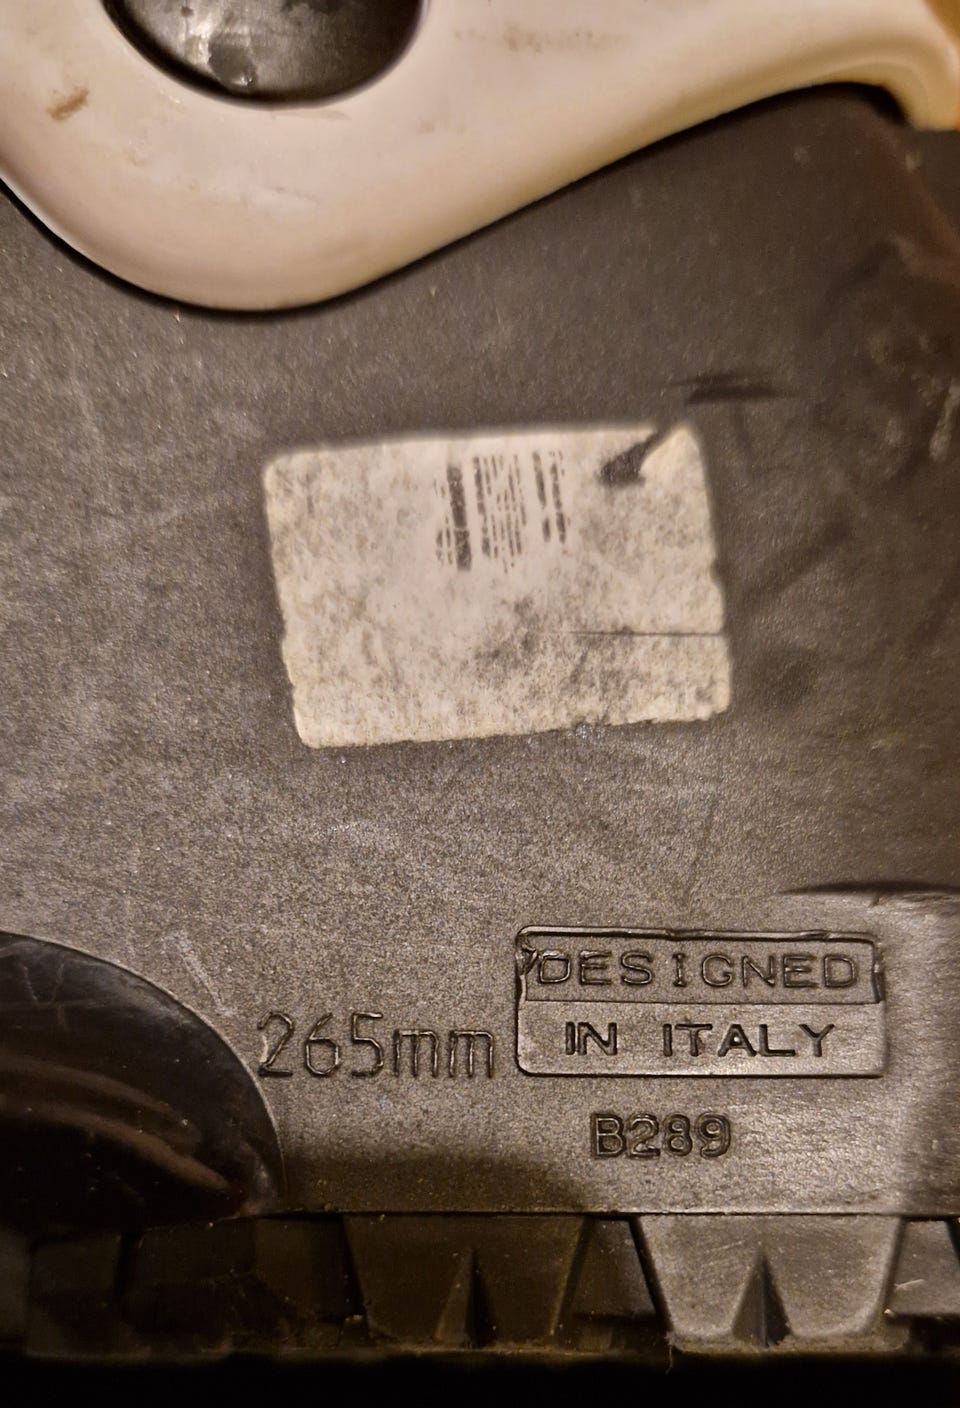 DESIGNED
IN ITALY
265mm
B289